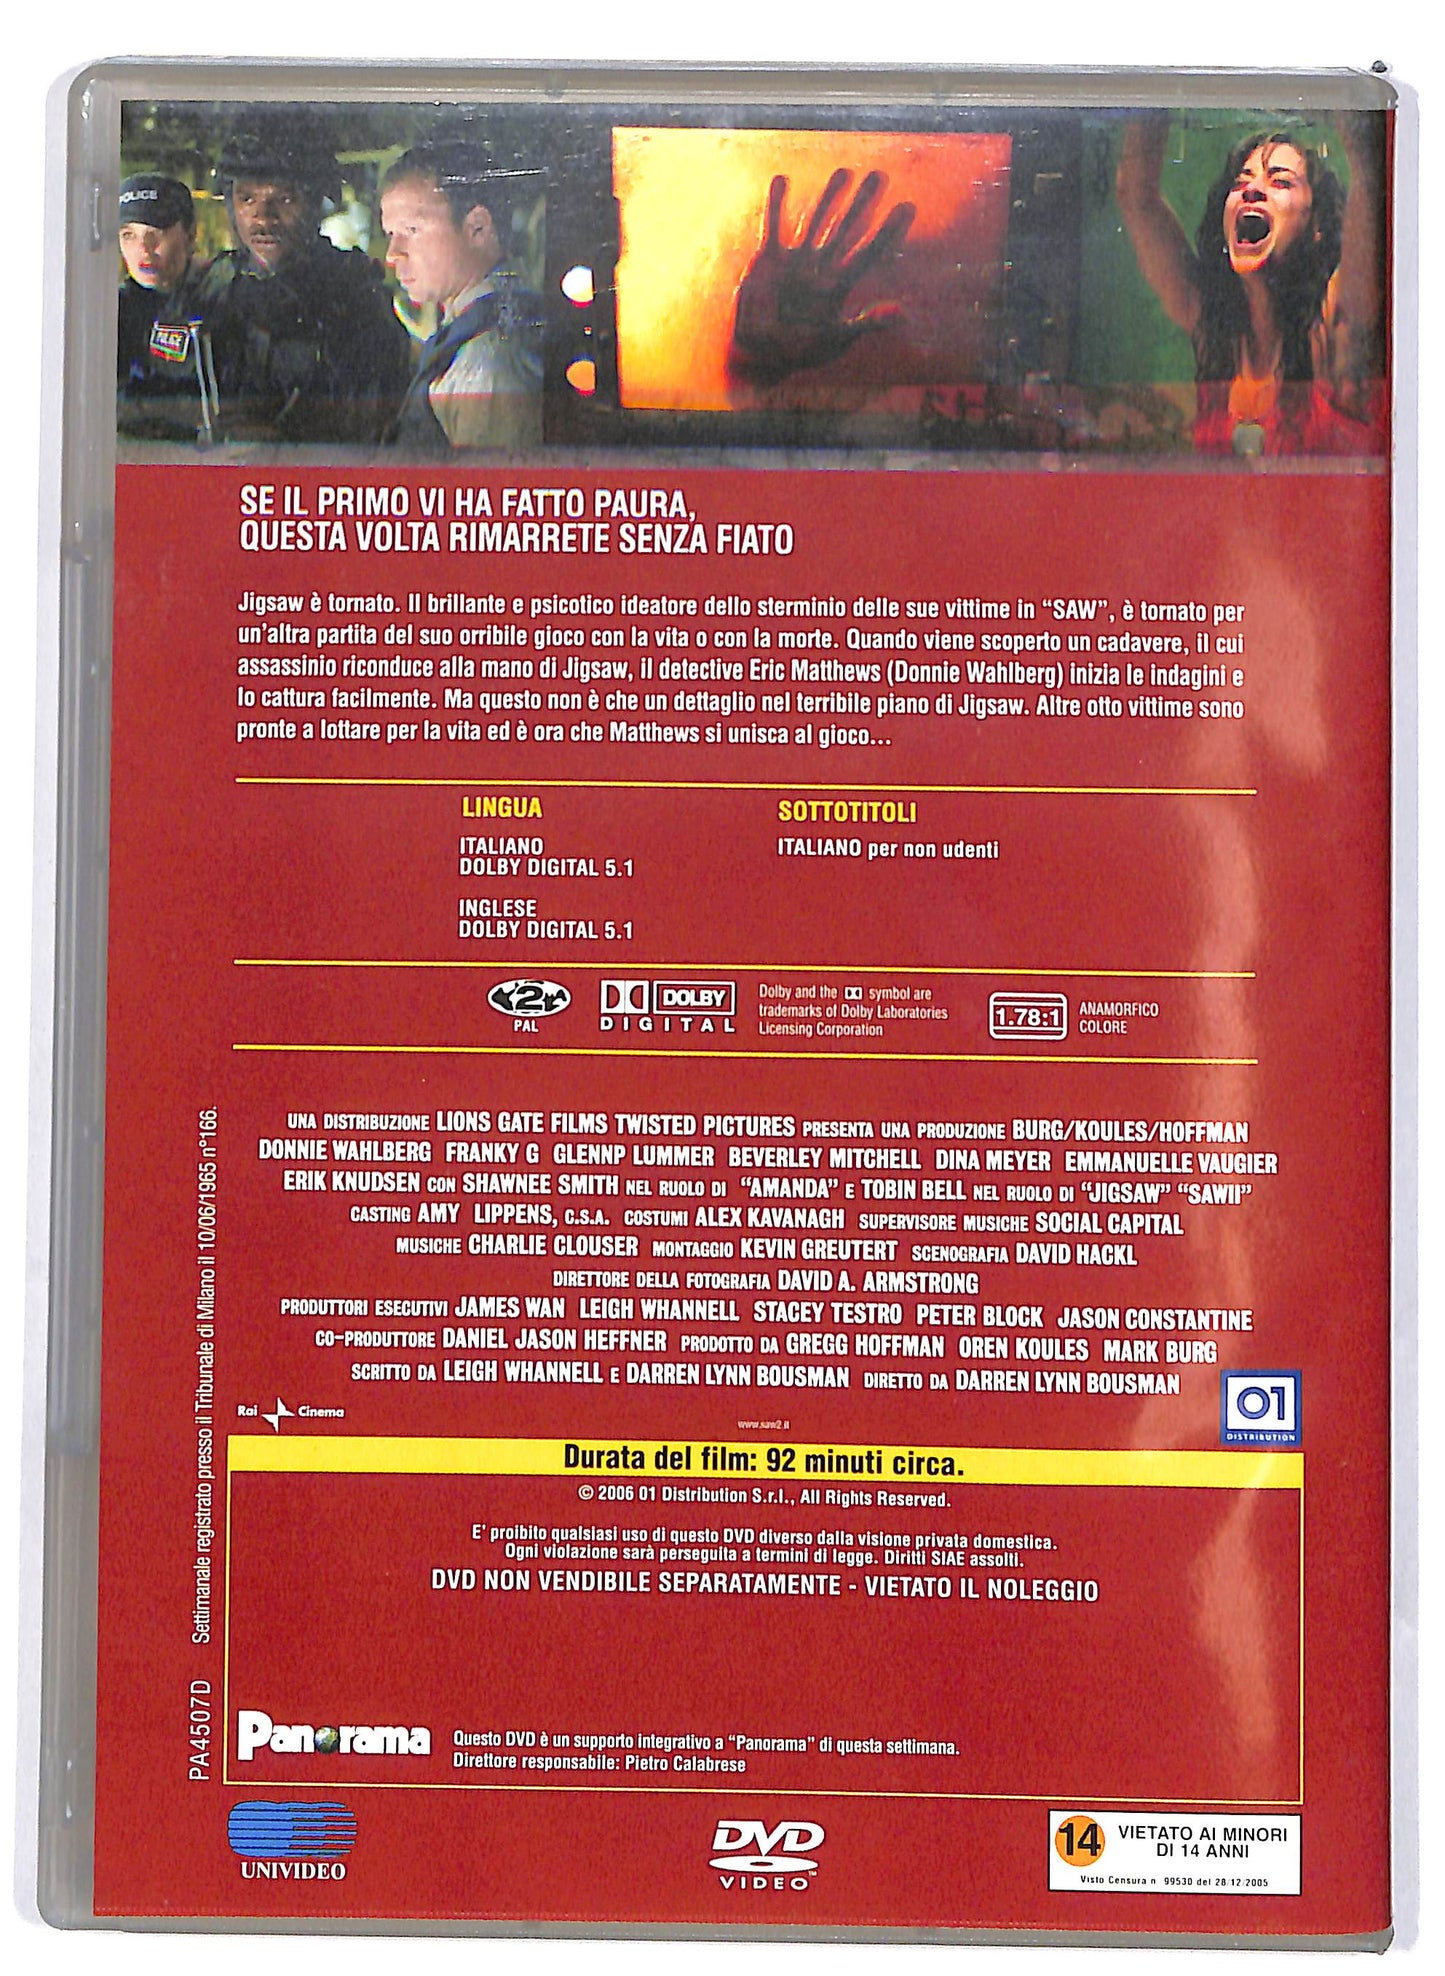 POLICE
POLICE
SE IL PRIMO VI HA FATTO PAURA,
QUESTA VOLTA RIMARRETE SENZA FIATO
Jigsaw è tornato. Il brillante e psicotico ideatore dello sterminio delle sue vittime in “SAW”, è tornato per
un’altra partita del suo orribile gioco con la vita o con la morte. Quando viene scoperto un cadavere, il cui
assassinio riconduce alla mano di Jigsaw, il detective Eric Matthews (Donnie Wahlberg) inizia le indagini e
lo cattura facilmente. Ma questo non è che un dettaglio nel terribile piano di Jigsaw. Altre otto vittime sono
pronte a lottare per la vita ed è ora che Matthews si unisca al gioco...
LINGUA
ITALIANO
DOLBY DIGITAL 5.1
INGLESE
DOLBY DIGITAL 5.1
SOTTOTITOLI
ITALIANO per non udenti
2
PAL
DOLBY
DIGITAL
Dolby and the symbol are
trademarks of Dolby Laboratories
Licensing Corporation
1.78:1
ANAMORFICO
COLORE
UNA DISTRIBUZIONE LIONS GATE FILMS TWISTED PICTURES PRESENTA UNA PRODUZIONE BURG/KOULES/HOFFMAN
DONNIE WAHLBERG FRANKY G GLENNP LUMMER BEVERLEY MITCHELL DINA MEYER EMMANUELLE VAUGIER
ERIK KNUDSEN CON SHAWNEE SMITH NEL RUOLO DI “AMANDA” E TOBIN BELL NEL RUOLO DI “JIGSAW” “SAWII”
CASTING AMY LIPPENS, C.S.A. COSTUMI ALEX KAVANAGH SUPERVISORE MUSICHE SOCIAL CAPITAL
MUSICHE CHARLIE CLOUSER MONTAGGIO KEVIN GREUTERT SCENOGRAFIA DAVID HACKL
DIRETTORE DELLA FOTOGRAFIA DAVID A. ARMSTRONG
PRODUTTORI ESECUTIVI JAMES WAN LEIGH WHANNELL STACEY TESTRO PETER BLOCK JASON CONSTANTINE
CO-PRODUTTORE DANIEL JASON HEFFNER PRODOTTO DA GREGG HOFFMAN OREN KOULES MARK BURG
SCRITTO DA LEIGH WHANNELL E DARREN LYNN BOUSMAN DIRETTO DA DARREN LYNN BOUSMAN
Rai Cinema
www.saw2.it
01
DISTRIBUTION
Durata del film: 92 minuti circa.
© 2006 01 Distribution S.r.l., All Rights Reserved.
E' proibito qualsiasi uso di questo DVD diverso dalla visione privata domestica.
Ogni violazione sarà perseguita a termini di legge. Diritti SIAE assolti.
DVD NON VENDIBILE SEPARATAMENTE - VIETATO IL NOLEGGIO
Panorama
Questo DVD è un supporto integrativo a “Panorama” di questa settimana.
Direttore responsabile: Pietro Calabrese
PA4507D Settimanale registrato presso il Tribunale di Milano il 10/06/1965 n°166.
UNIVIDEO
DVD
VIDEO
TM
14
VIETATO AI MINORI
DI 14 ANNI
Visto Censura n 99530 del 28/12/2005